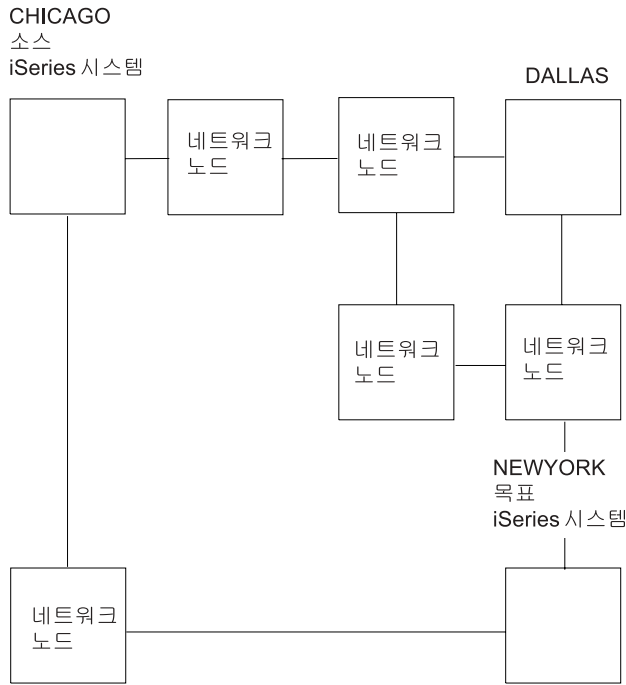 CHICAGO
소스
iSeries 시스템
DALLAS
네트워크
노드
네트워크
노드
네트워크
노드
네트워크
노드
NEWYORK
목표
iSeries 시스템
네트워크
노드